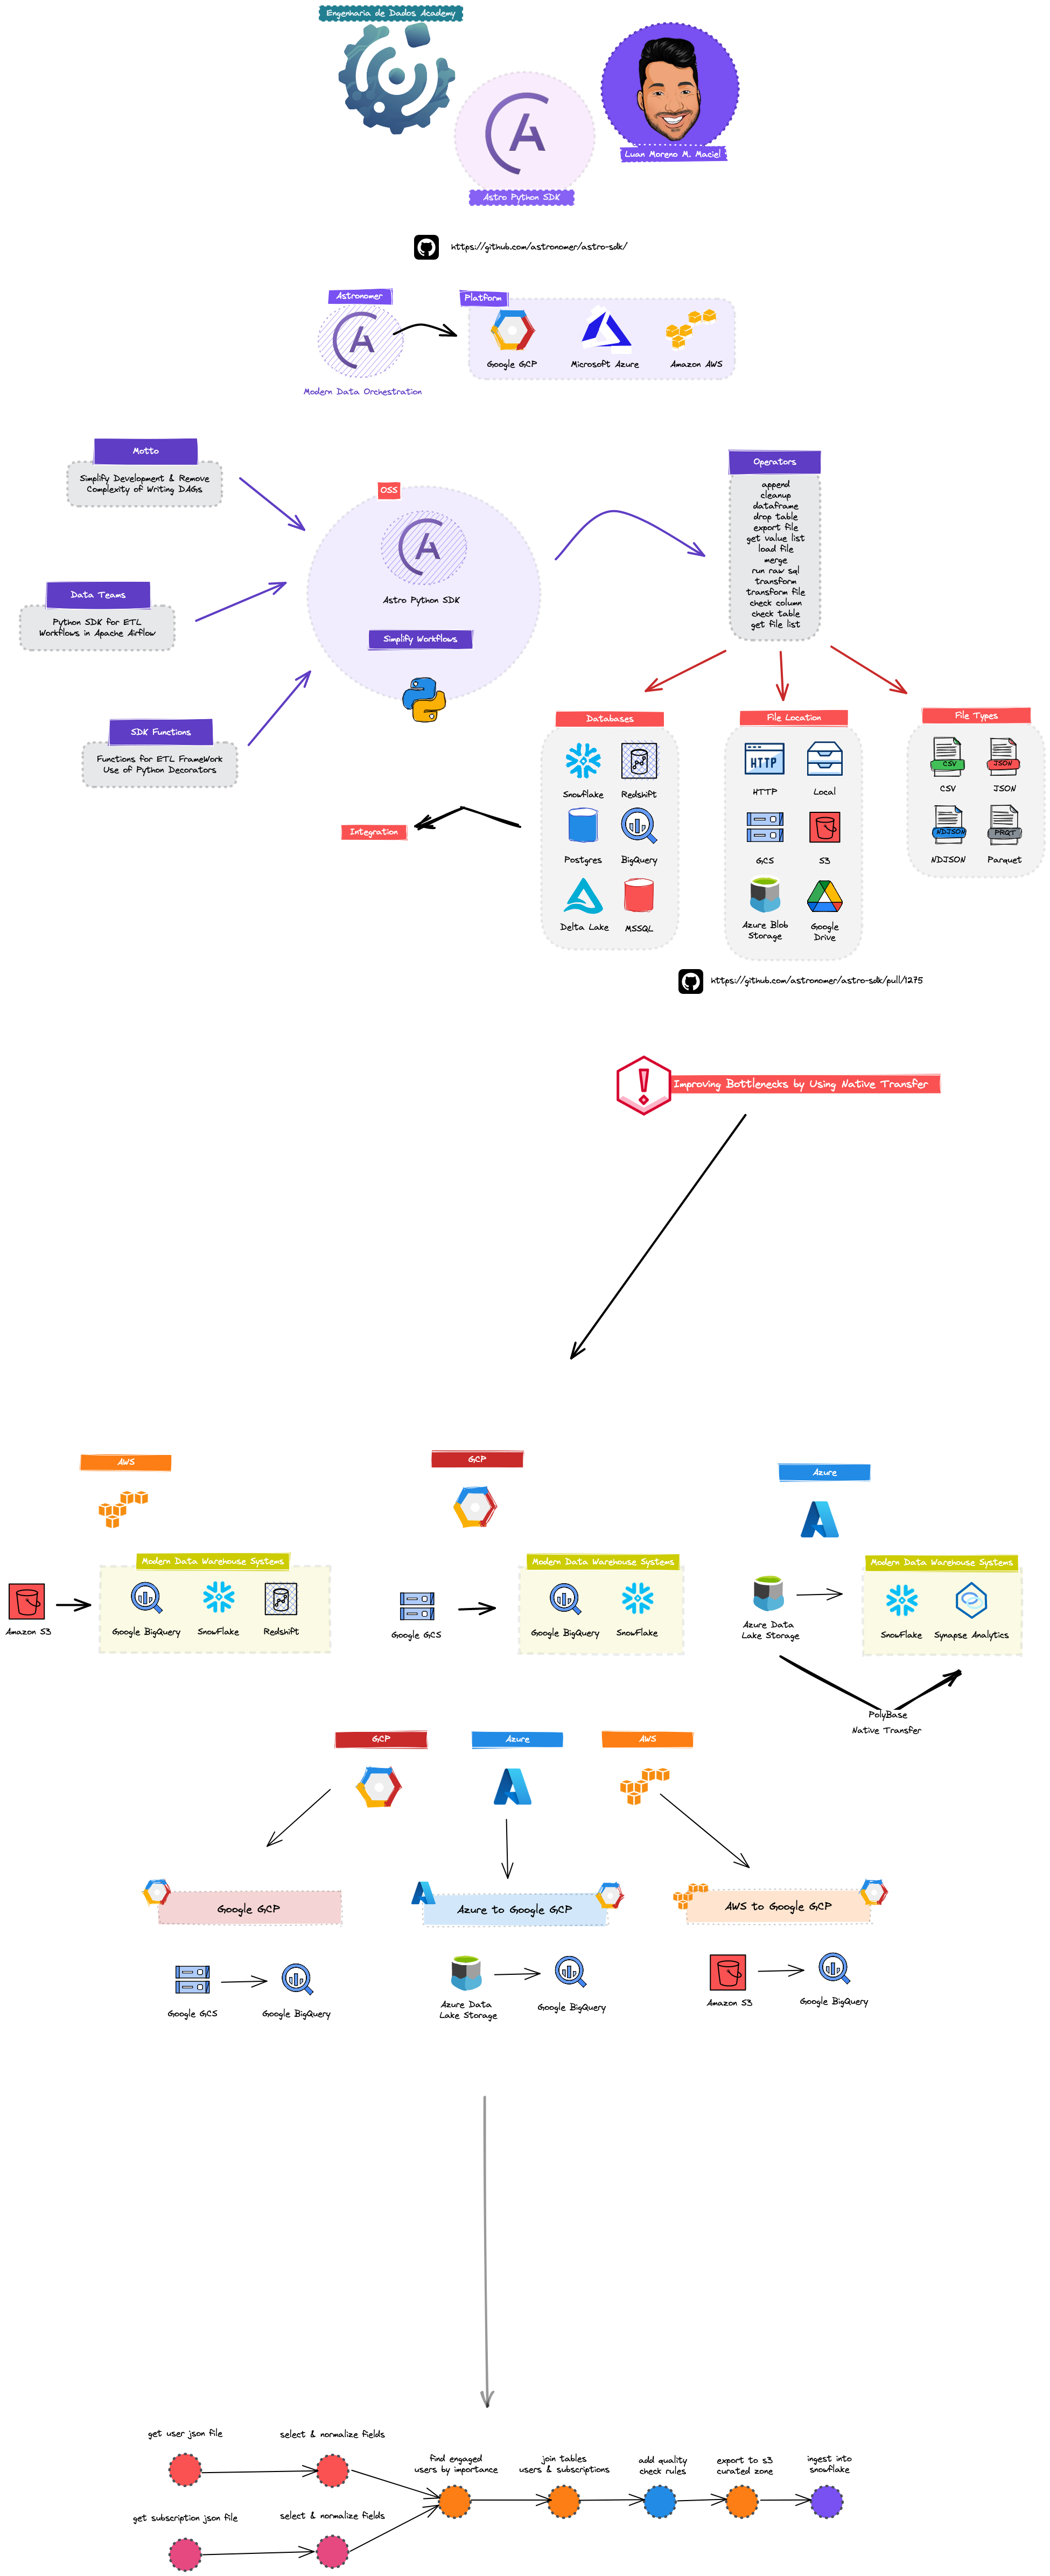 Engenharia de Dados Academy
Luan Moreno M. Maciel
Astro Python SDK
https://github.com/astronomer/astro-sdk/
Astronomer
Modern Data Orchestration
Platform
Google GCP
Microsoft Azure
Amazon AWS
Motto
Simplify Development & Remove
Complexity of Writing DAGs
Data Teams
Python SDK for ETL
Workflows in Apache Airflow
SDK Functions
Functions for ETL FrameWork
Use of Python Decorators
OSS
Astro Python SDK
Simplify Workflows
Operators
append
cleanup
dataframe
drop table
export file
get value list
load file
merge
run raw sql
transform
transform file
check column
check table
get file list
Integration
Databases
Snowflake
Redshift
Postgres
BigQuery
Delta Lake
MSSQL
File Location
HTTP
HTTP
Local
GCS
S3
Azure Blob
Storage
Google
Drive
File Types
CSV
CSV
JSON
JSON
NDJSON
NDJSON
PRQT
Parquet
https://github.com/astronomer/astro-sdk/pull/1275
Improving Bottlenecks by Using Native Transfer
AWS
Amazon S3
Modern Data Warehouse Systems
Google BigQuery
SnowFlake
Redshift
GCP
Google GCS
Modern Data Warehouse Systems
Google BigQuery
SnowFlake
Azure
Azure Data
Lake Storage
Modern Data Warehouse Systems
SnowFlake
Synapse Analytics
PolyBase
Native Transfer
GCP
Azure
AWS
Google GCP
Google GCS
Google BigQuery
Azure to Google GCP
Azure Data
Lake Storage
Google BigQuery
AWS to Google GCP
Amazon S3
Google BigQuery
get user json file
select & normalize fields
get subscription json file
select & normalize fields
find engaged
users by importance
join tables
users & subscriptions
add quality
check rules
export to s3
curated zone
ingest into
snowflake